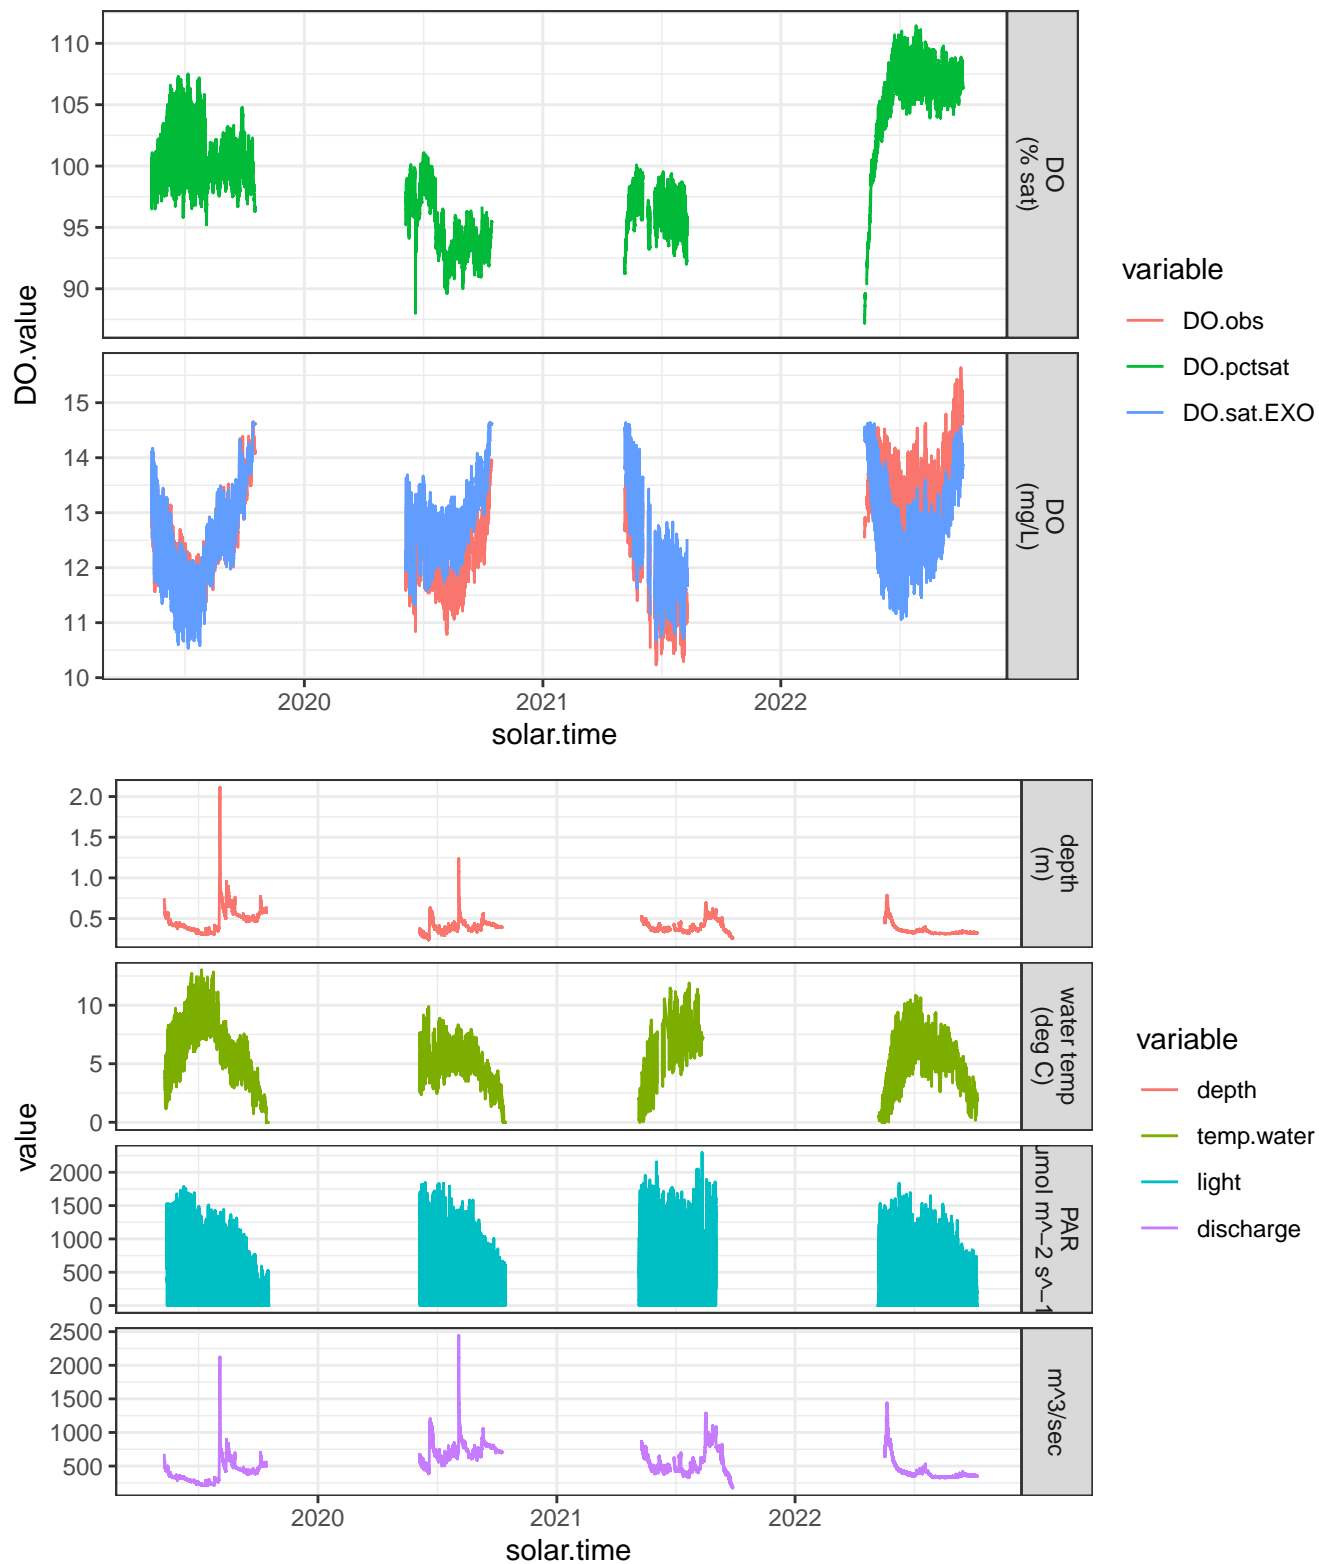 110
105
100
95
90
DO
(% sat)
DO.value
15
14
13
12
11
10
DO
(mg/L)
2020
2021
2022
solar.time
variable
DO.obs
DO.pctsat
DO.sat.EXO
2.0
1.5
1.0
0.5
depth
(m)
10
5
0
water temp
(deg C)
value
2000
1500
1000
500
0
PAR
umol m^−2 s^−1
2500
2000
1500
1000
500
m^3/sec
2020
2021
2022
solar.time
variable
depth
temp.water
light
discharge